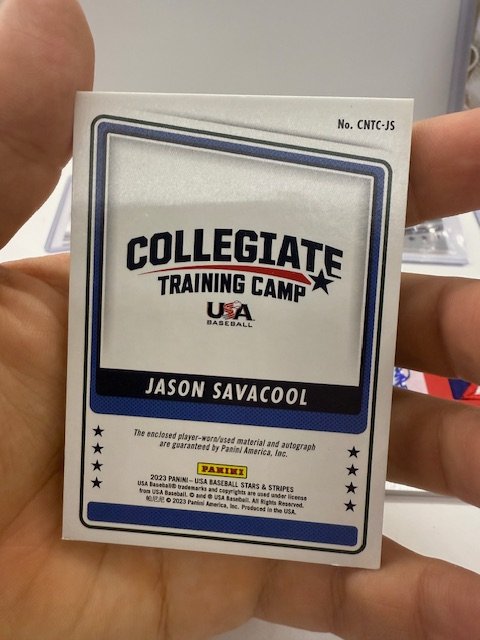 No. CNTC-JS
COLLEGIATE
TRAINING CAMP
USA
BASEBALL
JASON SAVACOOL
The enclosed player-worn/used material and autograph
are guaranteed by Panini America, Inc.
PANINI
2023 PANINI – USA BASEBALL STARS & STRIPES
USA Baseball® trademarks and copyrights are used under license
from USA Baseball. © and ® USA Baseball. All Rights Reserved.
帕尼尼 © 2023 Panini America, Inc. Produced in the USA.